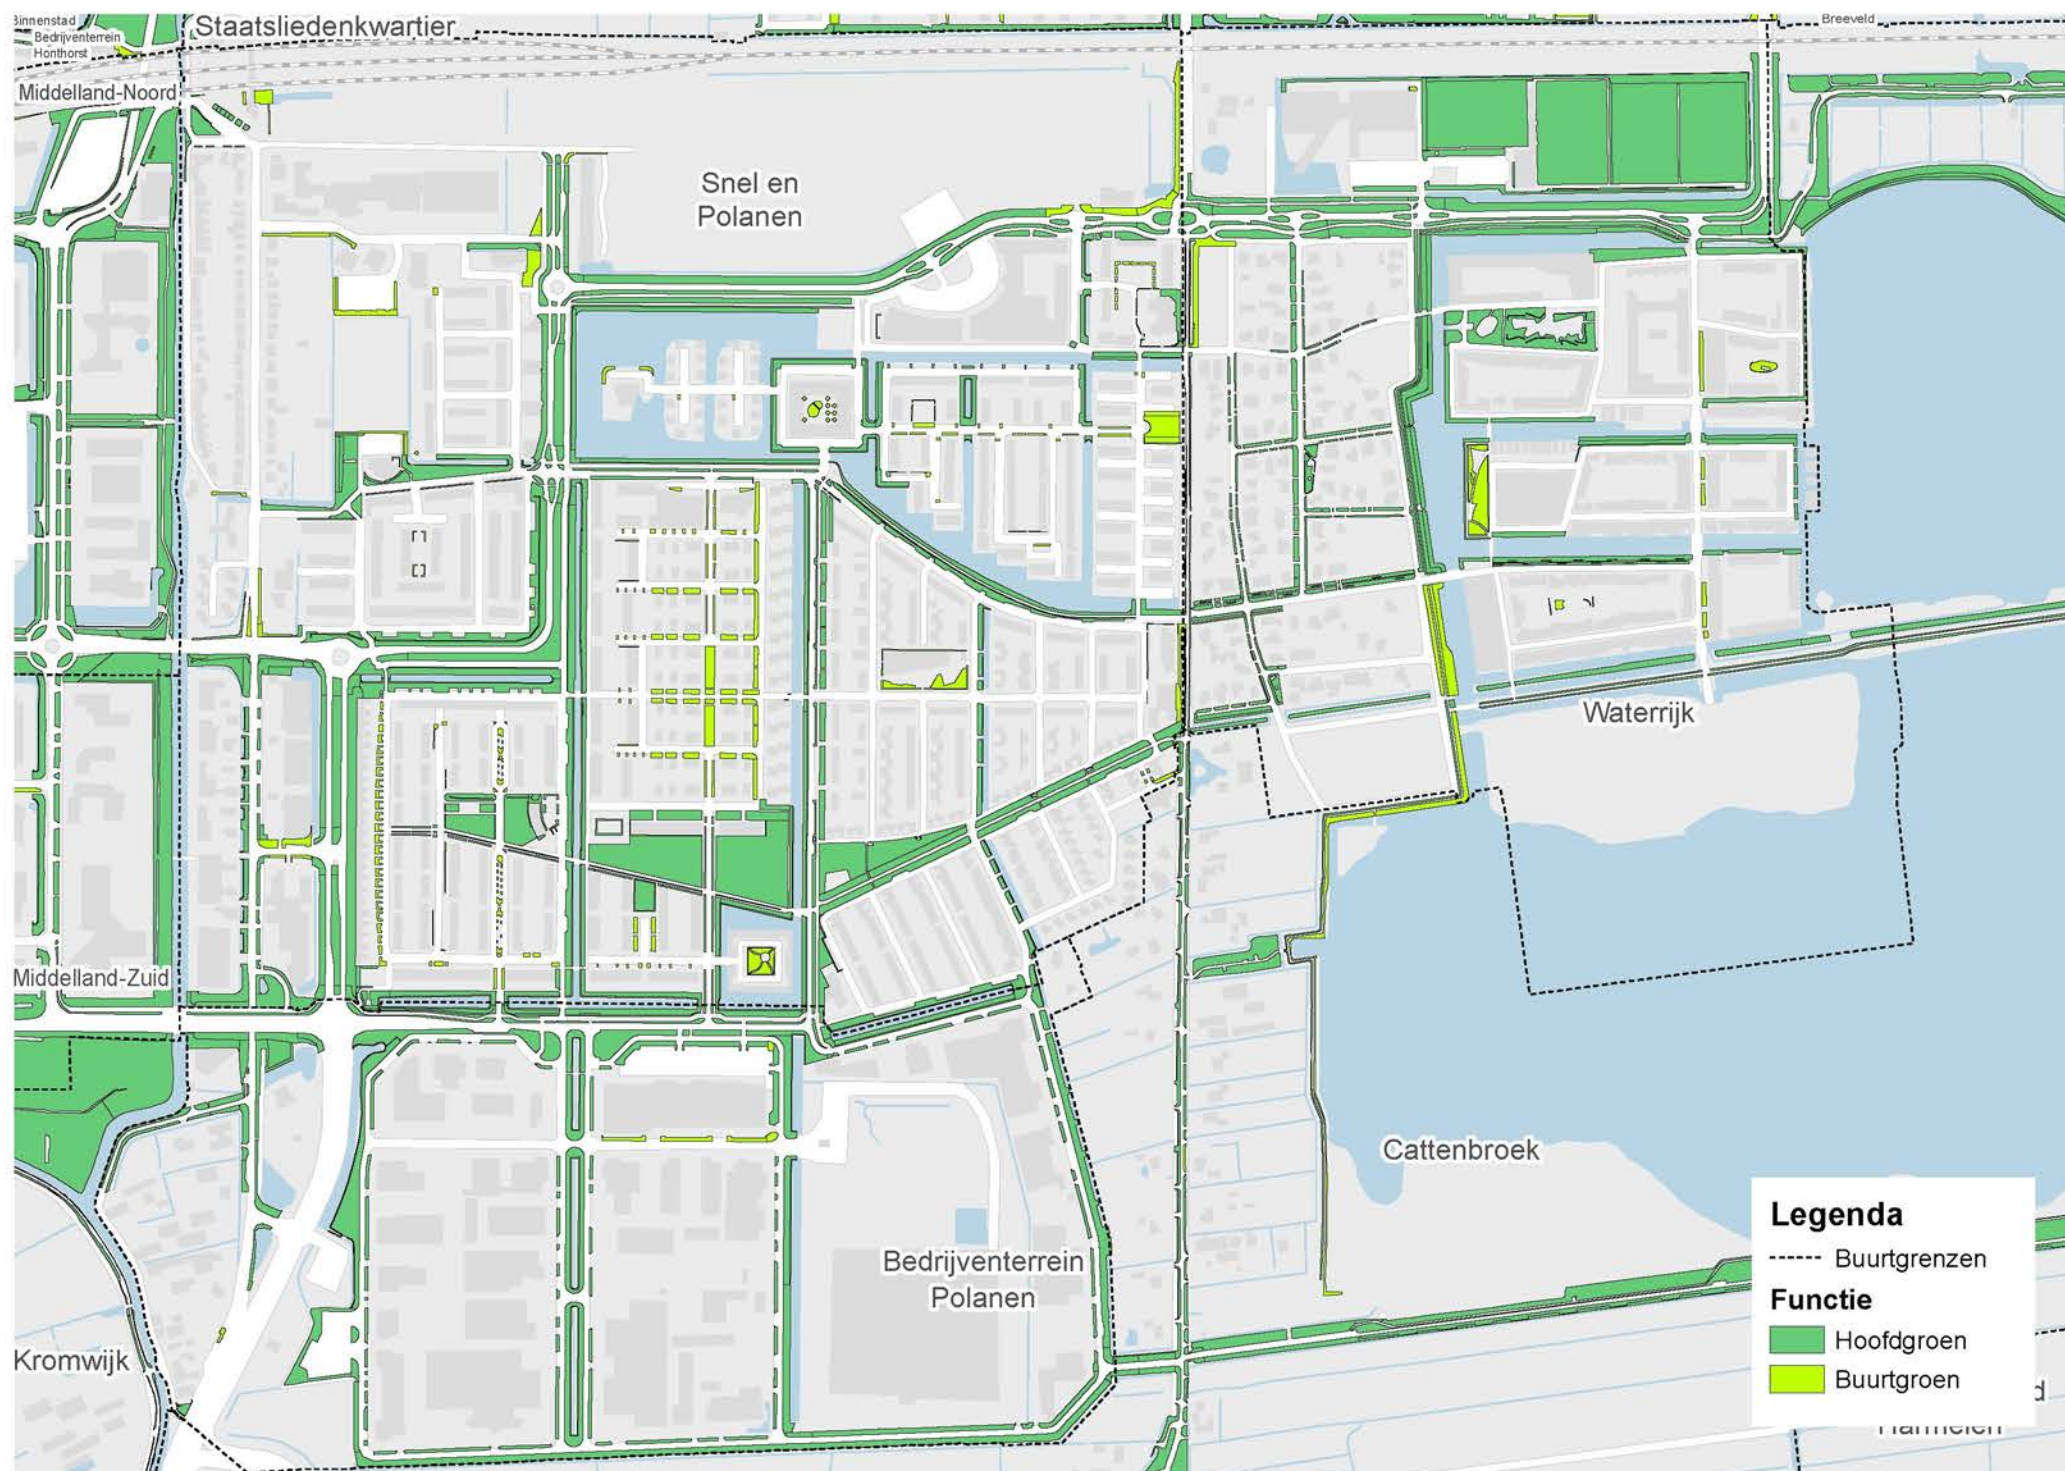 Binnenstad
Bedrijventerrein
Honthorst
Staatsliedenkwartier
Breeveld
Middelland-Noord
Snel en
Polanen
Waterrijk
Middelland-Zuid
Cattenbroek
Bedrijventerrein
Polanen
Kromwijk
Legenda
Buurtgrenzen
Functie
Hoofdgroen
Buurtgroen
d